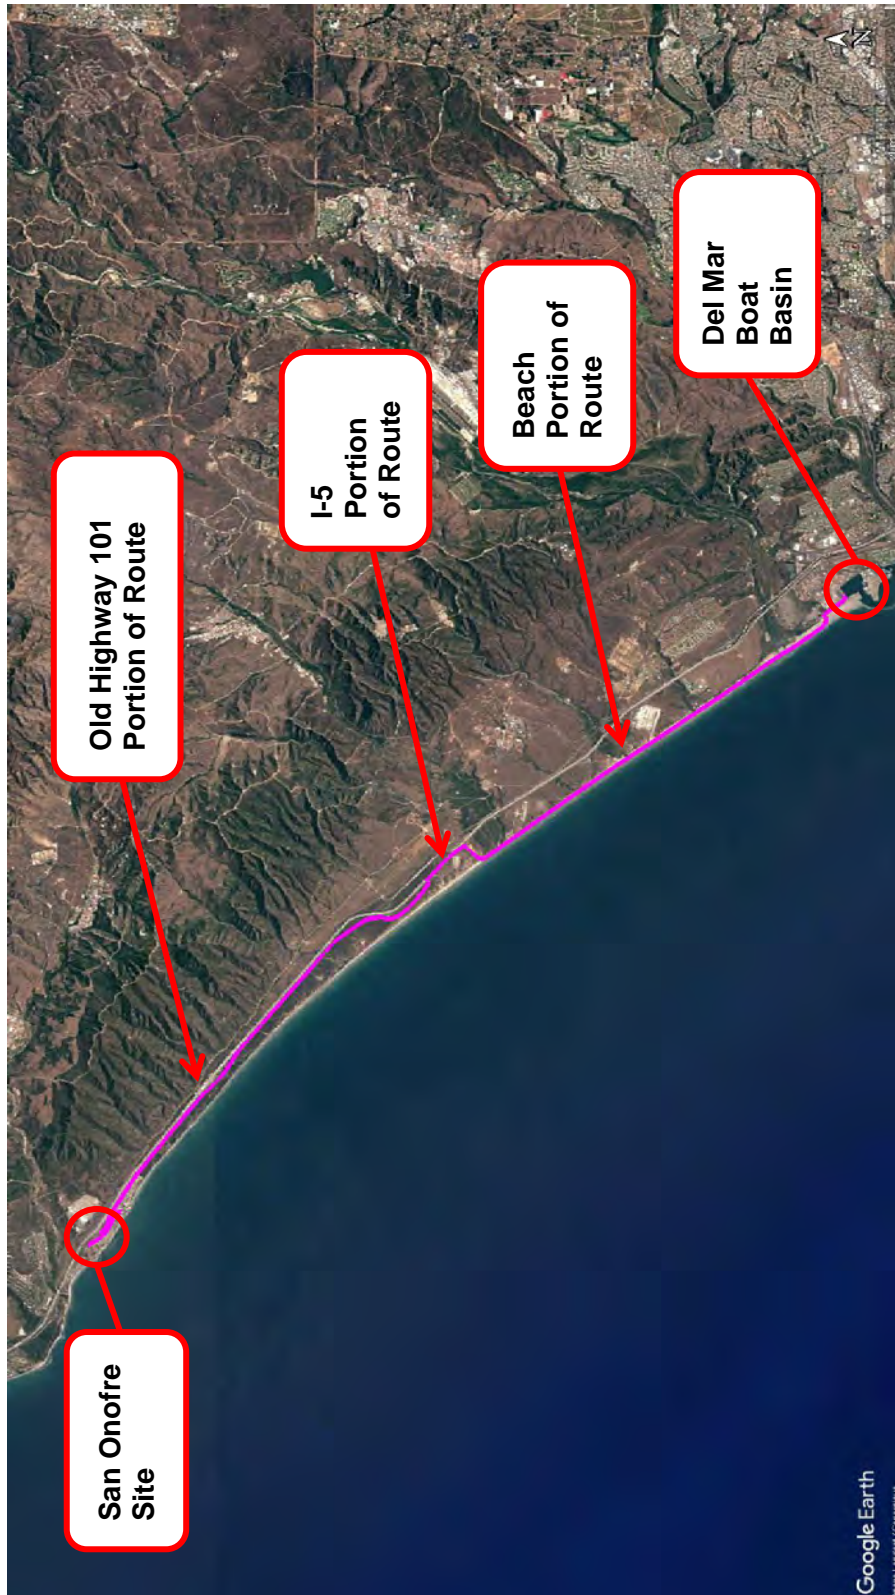 San Onofre
Site
Old Highway 101
Portion of Route
I-5
Portion
of Route
Beach
Portion of
Route
Del Mar
Boat
Basin
N
Google Earth